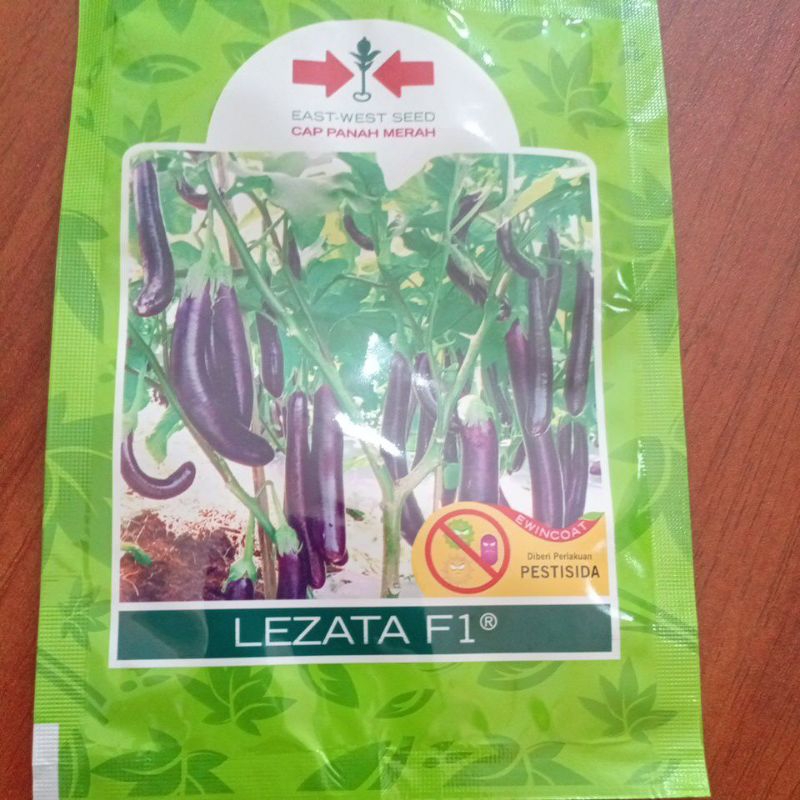 EAST-WEST SEED
CAP PANAH MERAH
EWINCOAT
Diberi Perlakuan
PESTISIDA
LEZATA F1®